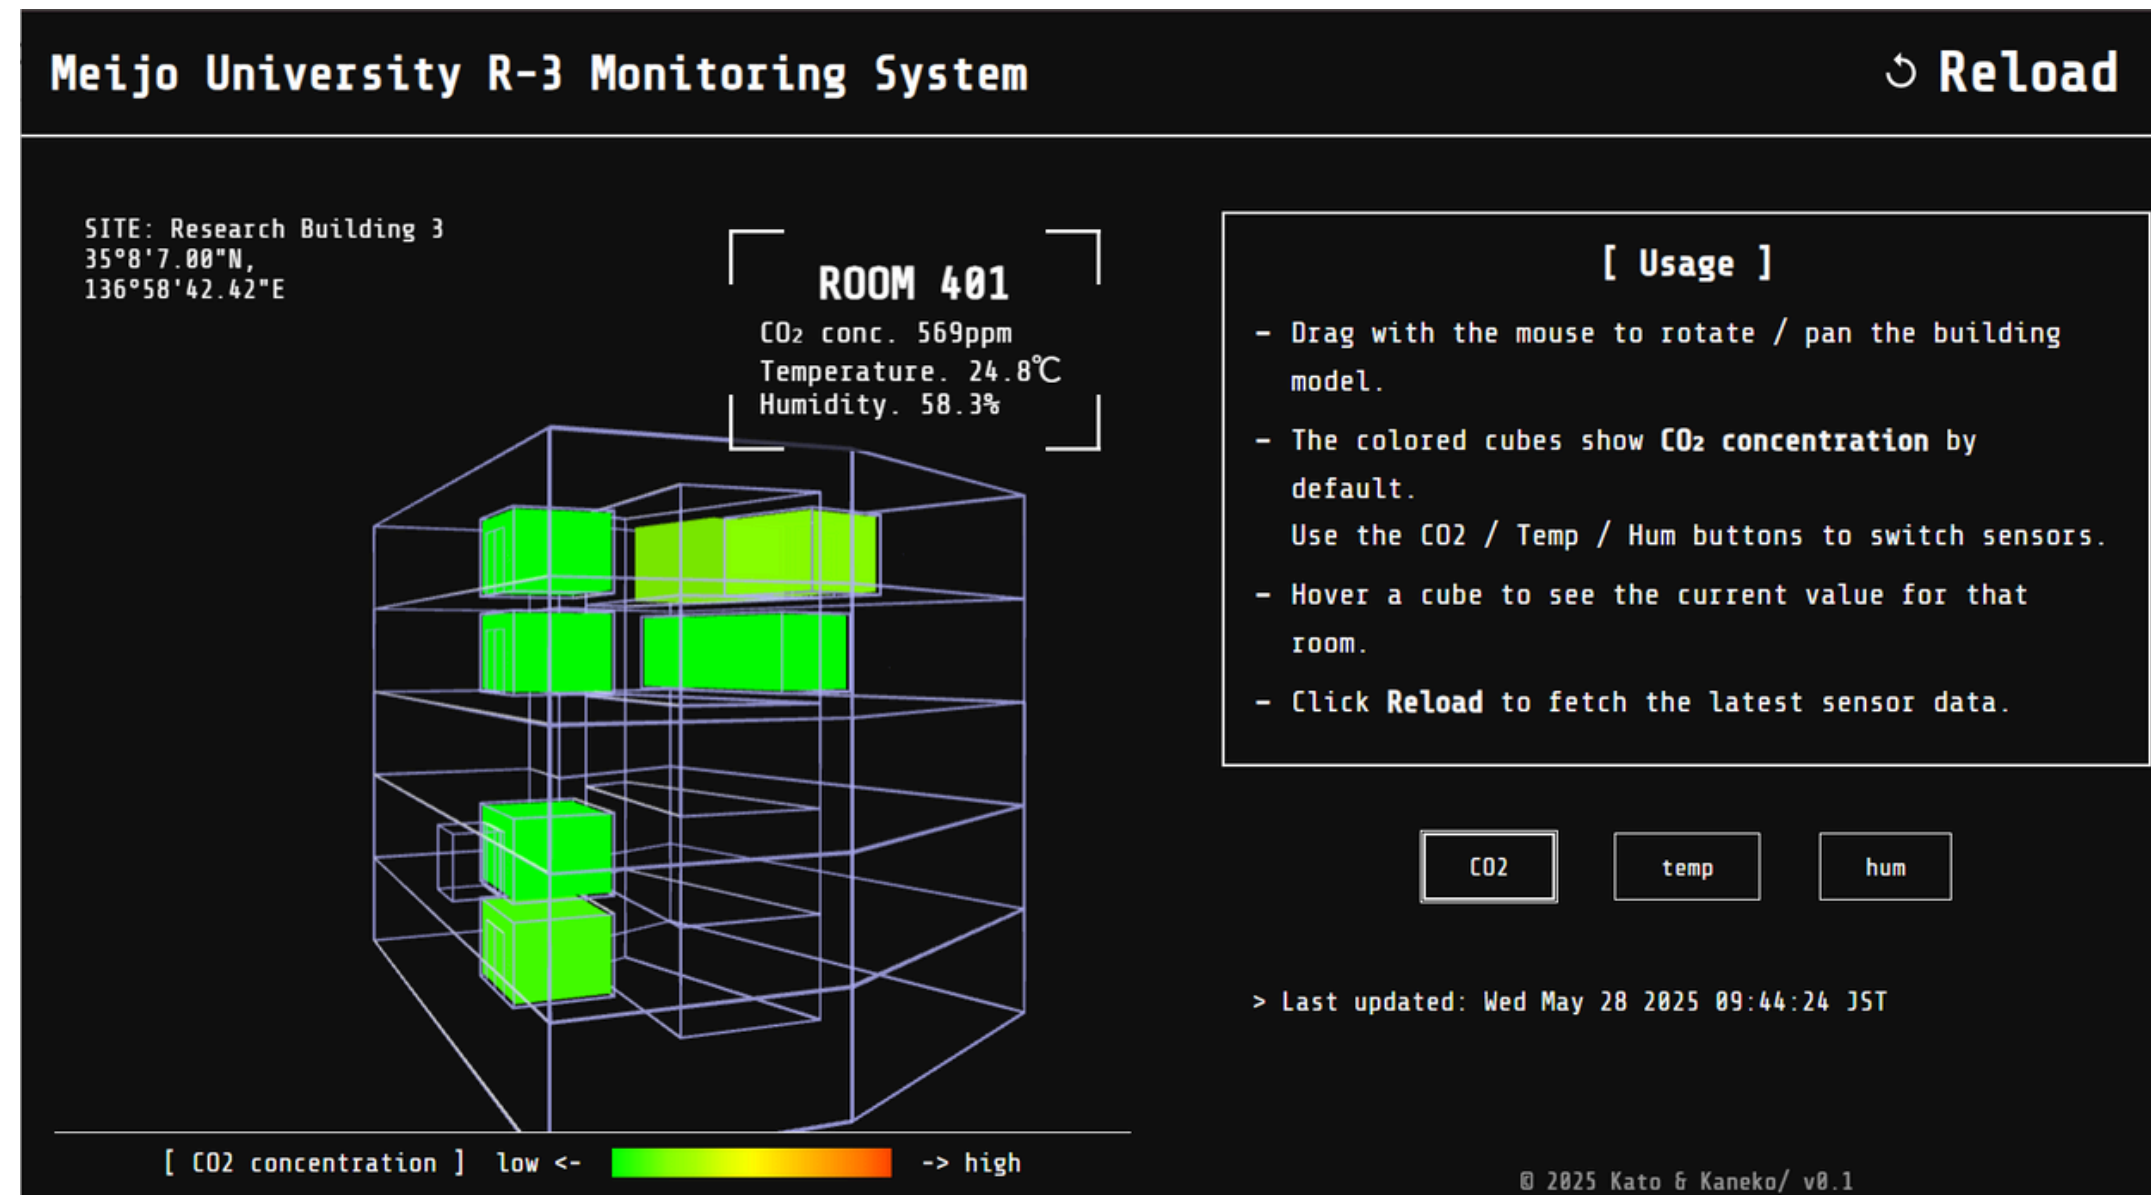 Meijo University R-3 Monitoring System
↺ Reload
SITE: Research Building 3
35°8'7.00"N,
136°58'42.42"E
ROOM 401
CO₂ conc. 569ppm
Temperature. 24.8℃
Humidity. 58.3%
[ Usage ]
– Drag with the mouse to rotate / pan the building
model.
– The colored cubes show CO₂ concentration by
default.
Use the CO2 / Temp / Hum buttons to switch sensors.
– Hover a cube to see the current value for that
room.
– Click Reload to fetch the latest sensor data.
CO2
temp
hum
> Last updated: Wed May 28 2025 09:44:24 JST
[ CO2 concentration ] low <- -> high
© 2025 Kato & Kaneko/ v0.1